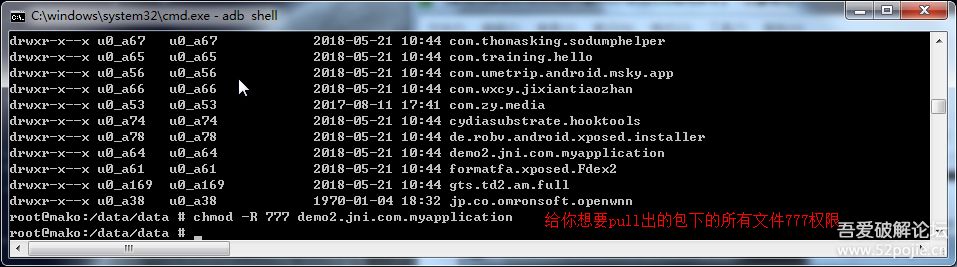 C:\windows\system32\cmd.exe - adb  shell
drwxr-x--x u0_a67   u0_a67            2018-05-21 10:44 com.thomasking.sodumphelper
drwxr-x--x u0_a65   u0_a65            2018-05-21 10:44 com.training.hello
drwxr-x--x u0_a56   u0_a56            2018-05-21 10:44 com.umetrip.android.msky.app
drwxr-x--x u0_a66   u0_a66            2018-05-21 10:44 com.wxcy.jixiantiaozhan
drwxr-x--x u0_a53   u0_a53            2017-08-11 17:41 com.zy.media
drwxr-x--x u0_a74   u0_a74            2018-05-21 10:44 cydiasubstrate.hooktools
drwxr-x--x u0_a78   u0_a78            2018-05-21 10:44 de.robv.android.xposed.installer
drwxr-x--x u0_a64   u0_a64            2018-05-21 10:44 demo2.jni.com.myapplication
drwxr-x--x u0_a61   u0_a61            2018-05-21 10:44 formatfa.xposed.Fdex2
drwxr-x--x u0_a169  u0_a169           2018-05-21 10:44 gts.td2.am.full
drwxr-x--x u0_a38   u0_a38            1970-01-04 18:32 jp.co.omronsoft.openwnn
root@mako:/data/data # chmod -R 777 demo2.jni.com.myapplication
给你想要pull出的包下的所有文件777权限
root@mako:/data/data #
吾爱破解论坛
www.52pojie.cn